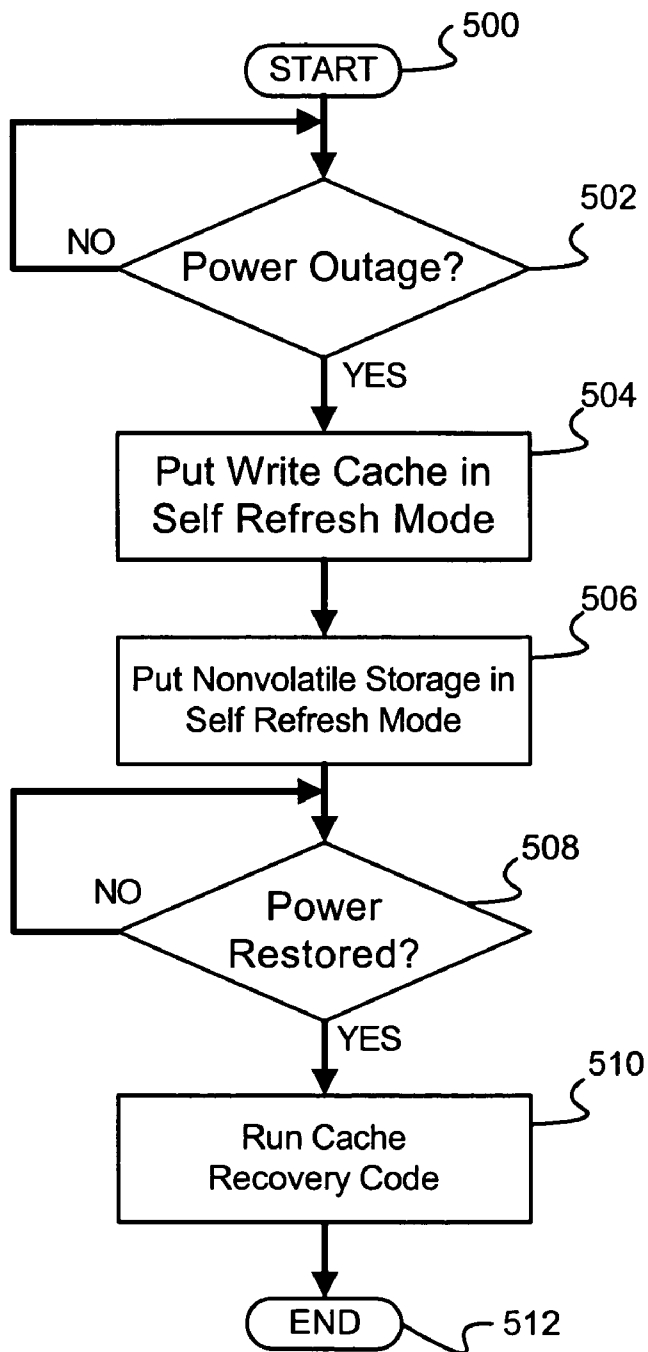 500
START
502
NO
Power Outage?
YES
504
Put Write Cache in
Self Refresh Mode
506
Put Nonvolatile Storage in
Self Refresh Mode
508
NO
Power
Restored?
YES
510
Run Cache
Recovery Code
END
512